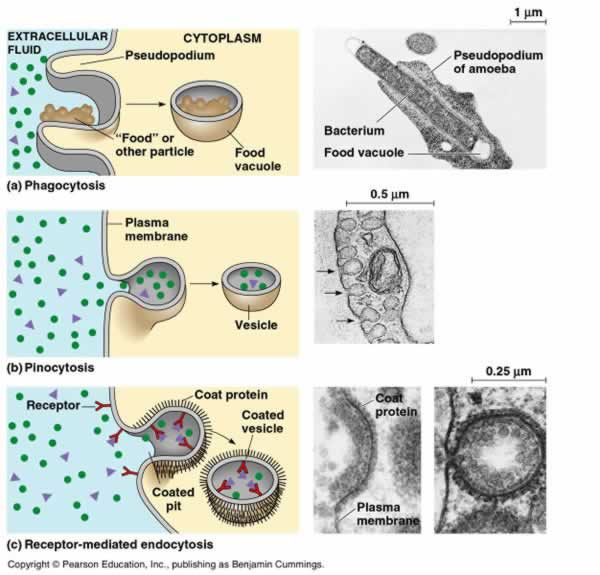 1 µm
EXTRACELLULAR
FLUID
CYTOPLASM
Pseudopodium
"Food" or
other particle
Food
vacuole
Pseudopodium
of amoeba
Bacterium
Food vacuole
(a) Phagocytosis
0.5 µm
Plasma
membrane
Vesicle
(b) Pinocytosis
0.25 µm
Receptor
Coat protein
Coated
vesicle
Coated
pit
Coat
protein
Plasma
membrane
(c) Receptor-mediated endocytosis
Copyright © Pearson Education, Inc., publishing as Benjamin Cummings.